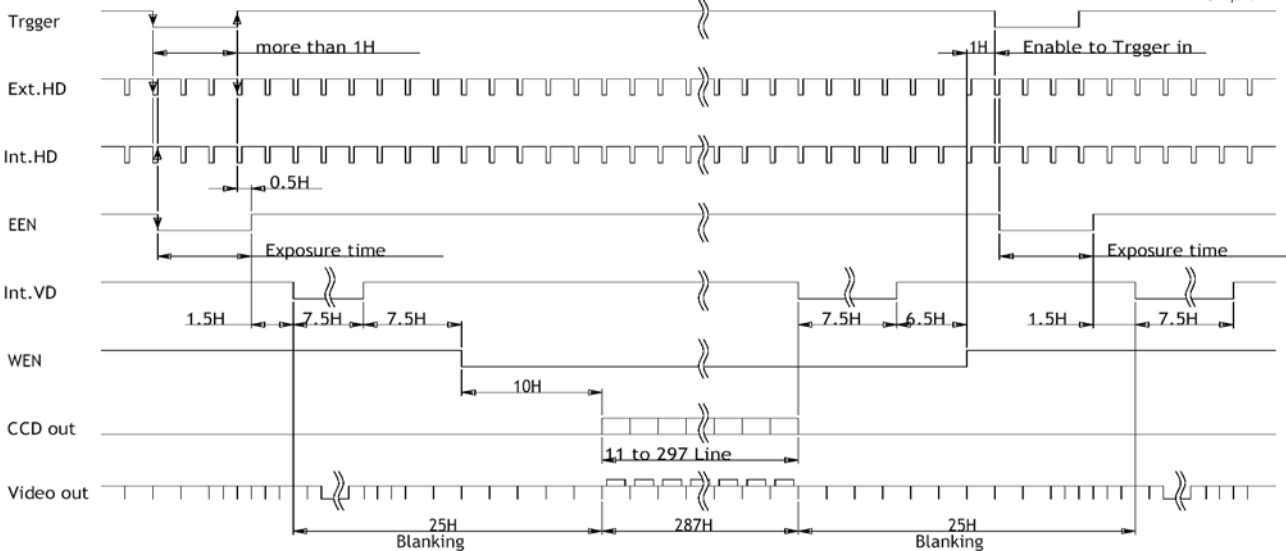 Trgger
more than 1H
1H
Enable to Trgger in
Ext.HD
Int.HD
0.5H
EEN
Exposure time
Exposure time
Int.VD
1.5H
7.5H
7.5H
7.5H
6.5H
1.5H
7.5H
WEN
10H
CCD out
11 to 297 Line
Video out
25H
287H
25H
Blanking
Blanking